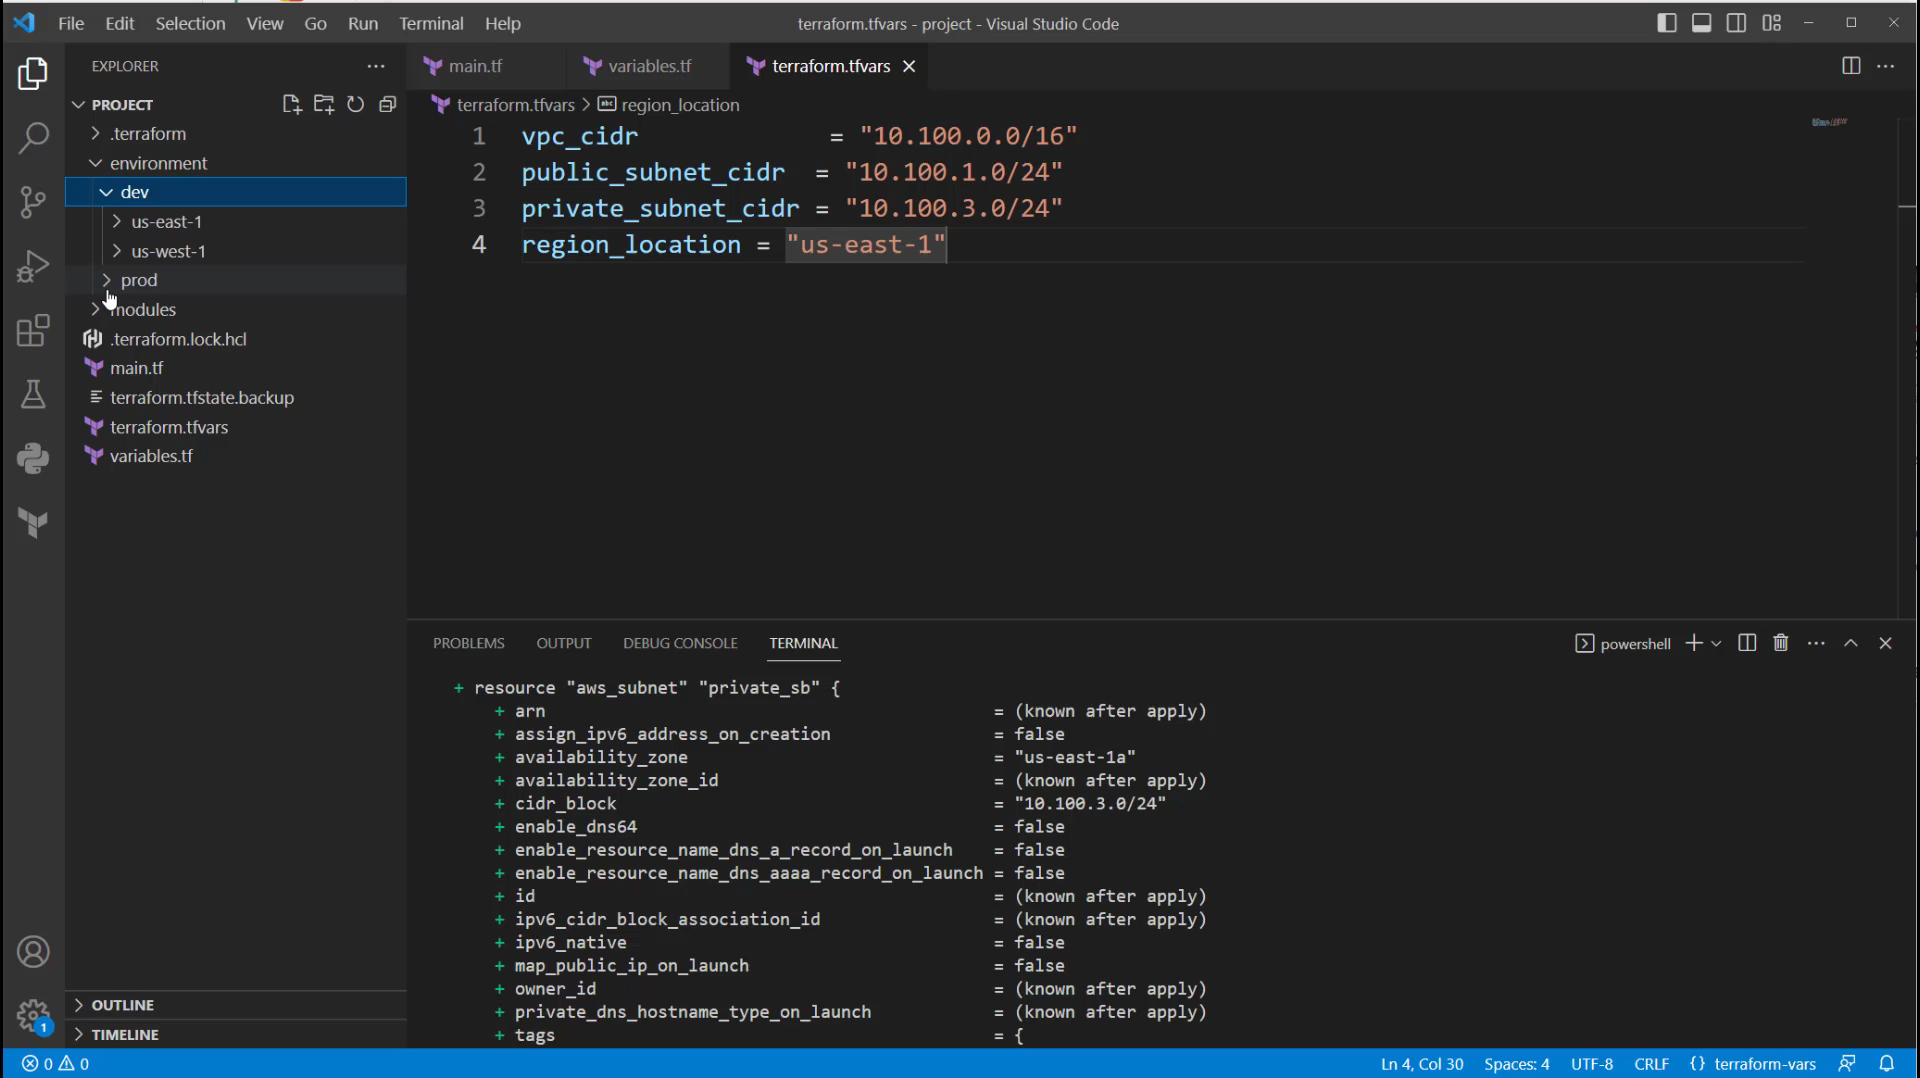 File Edit Selection View Go Run Terminal Help
terraform.tfvars - project - Visual Studio Code
EXPLORER
main.tf
variables.tf
terraform.tfvars
PROJECT
terraform.tfvars > region_location
.terraform
environment
dev
us-east-1
us-west-1
prod
modules
.terraform.lock.hcl
main.tf
terraform.tfstate.backup
terraform.tfvars
variables.tf
1 vpc_cidr = "10.100.0.0/16"
2 public_subnet_cidr = "10.100.1.0/24"
3 private_subnet_cidr = "10.100.3.0/24"
4 region_location = "us-east-1"
PROBLEMS OUTPUT DEBUG CONSOLE TERMINAL
powershell
+ resource "aws_subnet" "private_sb" {
+ arn = (known after apply)
+ assign_ipv6_address_on_creation = false
+ availability_zone = "us-east-1a"
+ availability_zone_id = (known after apply)
+ cidr_block = "10.100.3.0/24"
+ enable_dns64 = false
+ enable_resource_name_dns_a_record_on_launch = false
+ enable_resource_name_dns_aaaa_record_on_launch = false
+ id = (known after apply)
+ ipv6_cidr_block_association_id = (known after apply)
+ ipv6_native = false
+ map_public_ip_on_launch = false
+ owner_id = (known after apply)
+ private_dns_hostname_type_on_launch = (known after apply)
+ tags = {
OUTLINE
TIMELINE
1
0 0
Ln 4, Col 30 Spaces: 4 UTF-8 CRLF {} terraform-vars